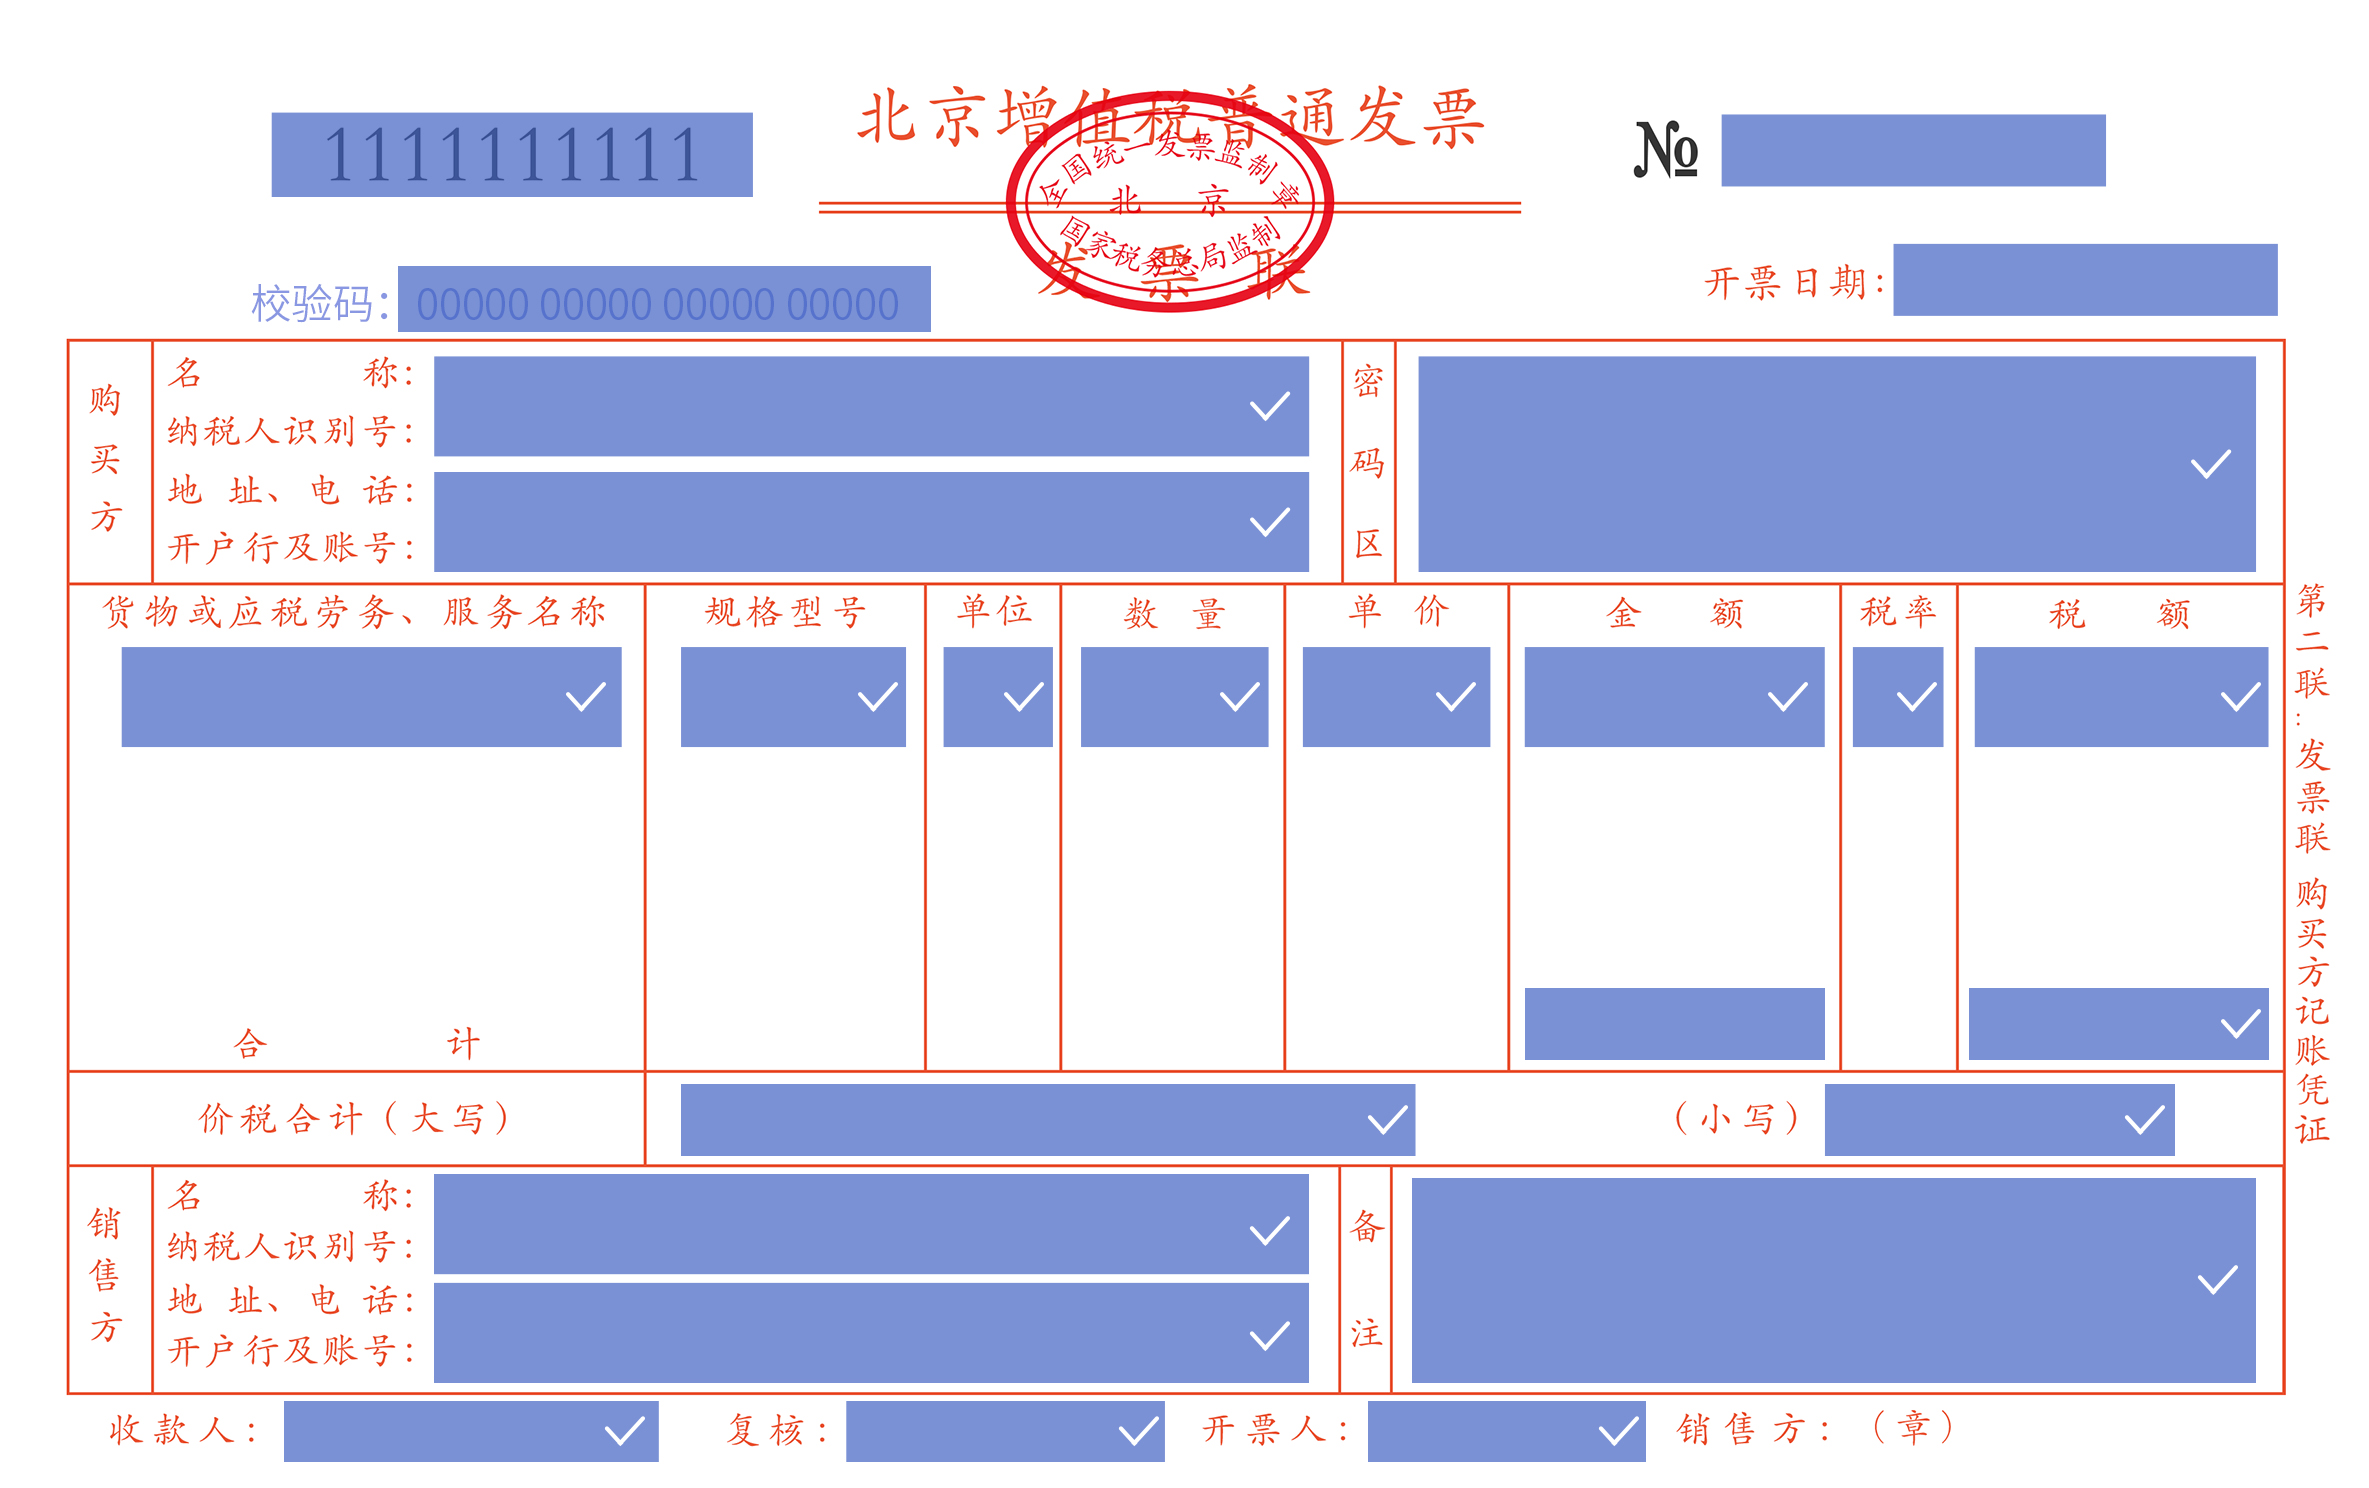 北京增值税普通发票
1111111111
№
全国统一发票监制章
北 京
国家税务总局监制
发 票 联
校验码：00000 00000 00000 00000
开票日期：
购买方
名 称：
纳税人识别号：
地 址、电 话：
开户行及账号：
密码区
货物或应税劳务、服务名称 规格型号 单位 数 量 单 价 金 额 税率 税 额
合 计
价税合计（大写） （小写）
销售方
名 称：
纳税人识别号：
地 址、电 话：
开户行及账号：
备注
第二联：发票联 购买方记账凭证
收款人： 复核： 开票人： 销售方：（章）